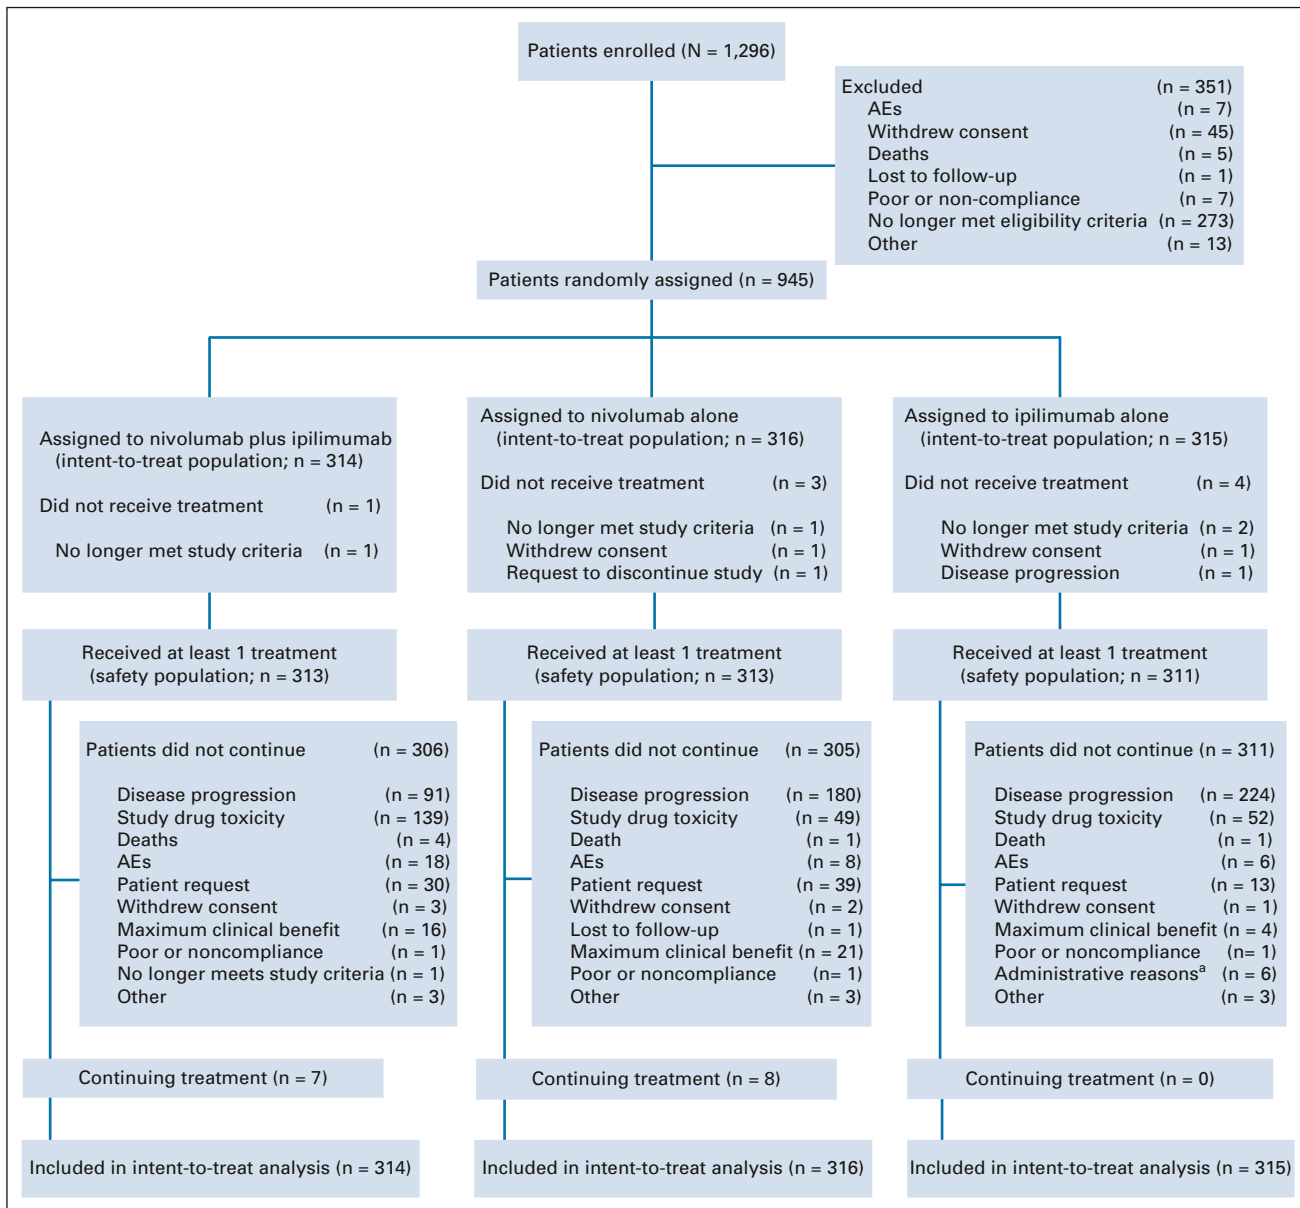 Patients enrolled (N = 1,296)
Excluded (n = 351)
AEs (n = 7)
Withdrew consent (n = 45)
Deaths (n = 5)
Lost to follow-up (n = 1)
Poor or non-compliance (n = 7)
No longer met eligibility criteria (n = 273)
Other (n = 13)
Patients randomly assigned (n = 945)
Assigned to nivolumab plus ipilimumab
(intent-to-treat population; n = 314)
Did not receive treatment (n = 1)
No longer met study criteria (n = 1)
Assigned to nivolumab alone
(intent-to-treat population; n = 316)
Did not receive treatment (n = 3)
No longer met study criteria (n = 1)
Withdrew consent (n = 1)
Request to discontinue study (n = 1)
Assigned to ipilimumab alone
(intent-to-treat population; n = 315)
Did not receive treatment (n = 4)
No longer met study criteria (n = 2)
Withdrew consent (n = 1)
Disease progression (n = 1)
Received at least 1 treatment
(safety population; n = 313)
Received at least 1 treatment
(safety population; n = 313)
Received at least 1 treatment
(safety population; n = 311)
Patients did not continue (n = 306)
Disease progression (n = 91)
Study drug toxicity (n = 139)
Deaths (n = 4)
AEs (n = 18)
Patient request (n = 30)
Withdrew consent (n = 3)
Maximum clinical benefit (n = 16)
Poor or noncompliance (n = 1)
No longer meets study criteria (n = 1)
Other (n = 3)
Patients did not continue (n = 305)
Disease progression (n = 180)
Study drug toxicity (n = 49)
Death (n = 1)
AEs (n = 8)
Patient request (n = 39)
Withdrew consent (n = 2)
Lost to follow-up (n = 1)
Maximum clinical benefit (n = 21)
Poor or noncompliance (n= 1)
Other (n = 3)
Patients did not continue (n = 311)
Disease progression (n = 224)
Study drug toxicity (n = 52)
Death (n = 1)
AEs (n = 6)
Patient request (n = 13)
Withdrew consent (n = 1)
Maximum clinical benefit (n = 4)
Poor or noncompliance (n= 1)
Administrative reasonsᵃ (n = 6)
Other (n = 3)
Continuing treatment (n = 7)
Continuing treatment (n = 8)
Continuing treatment (n = 0)
Included in intent-to-treat analysis (n = 314)
Included in intent-to-treat analysis (n = 316)
Included in intent-to-treat analysis (n = 315)